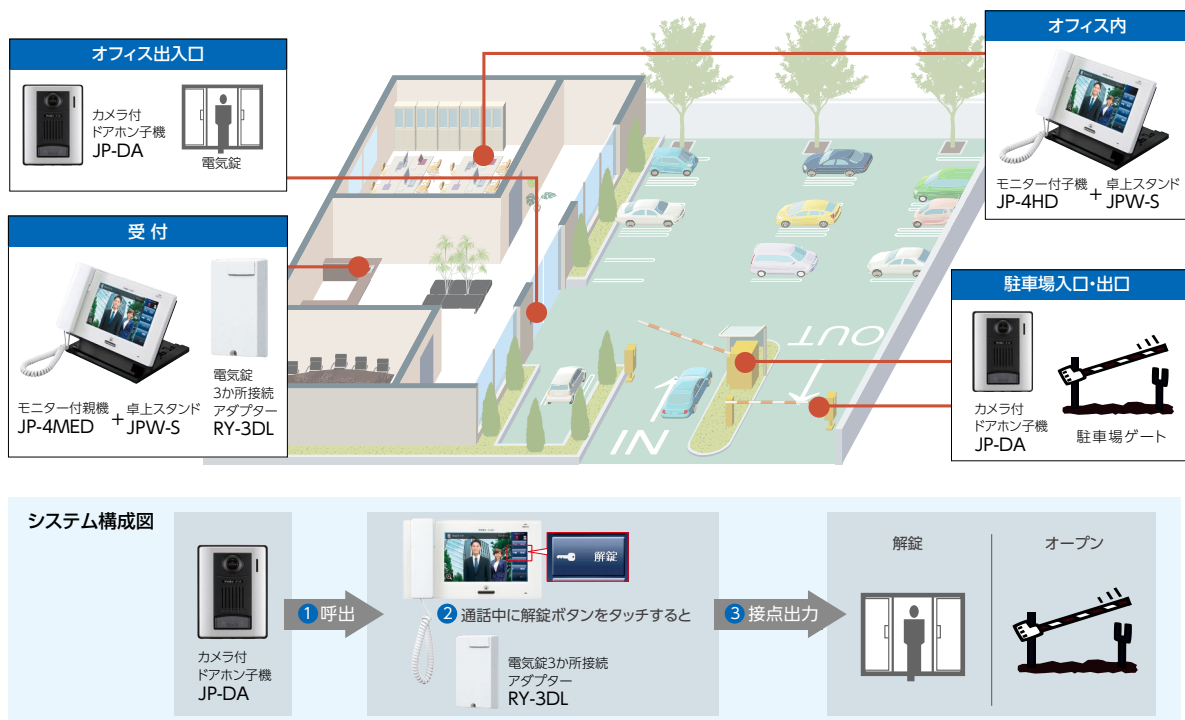 オフィス出入口
カメラ付
ドアホン子機
JP-DA
電気錠
受付
モニター付親機
JP-4MED
+
卓上スタンド
JPW-S
電気錠
3か所接続
アダプター
RY-3DL
オフィス内
モニター付子機
JP-4HD
+
卓上スタンド
JPW-S
駐車場入口・出口
カメラ付
ドアホン子機
JP-DA
駐車場ゲート
OUT
IN
システム構成図
カメラ付
ドアホン子機
JP-DA
1 呼出
解錠
2 通話中に解錠ボタンをタッチすると
電気錠3か所接続
アダプター
RY-3DL
3 接点出力
解錠
オープン